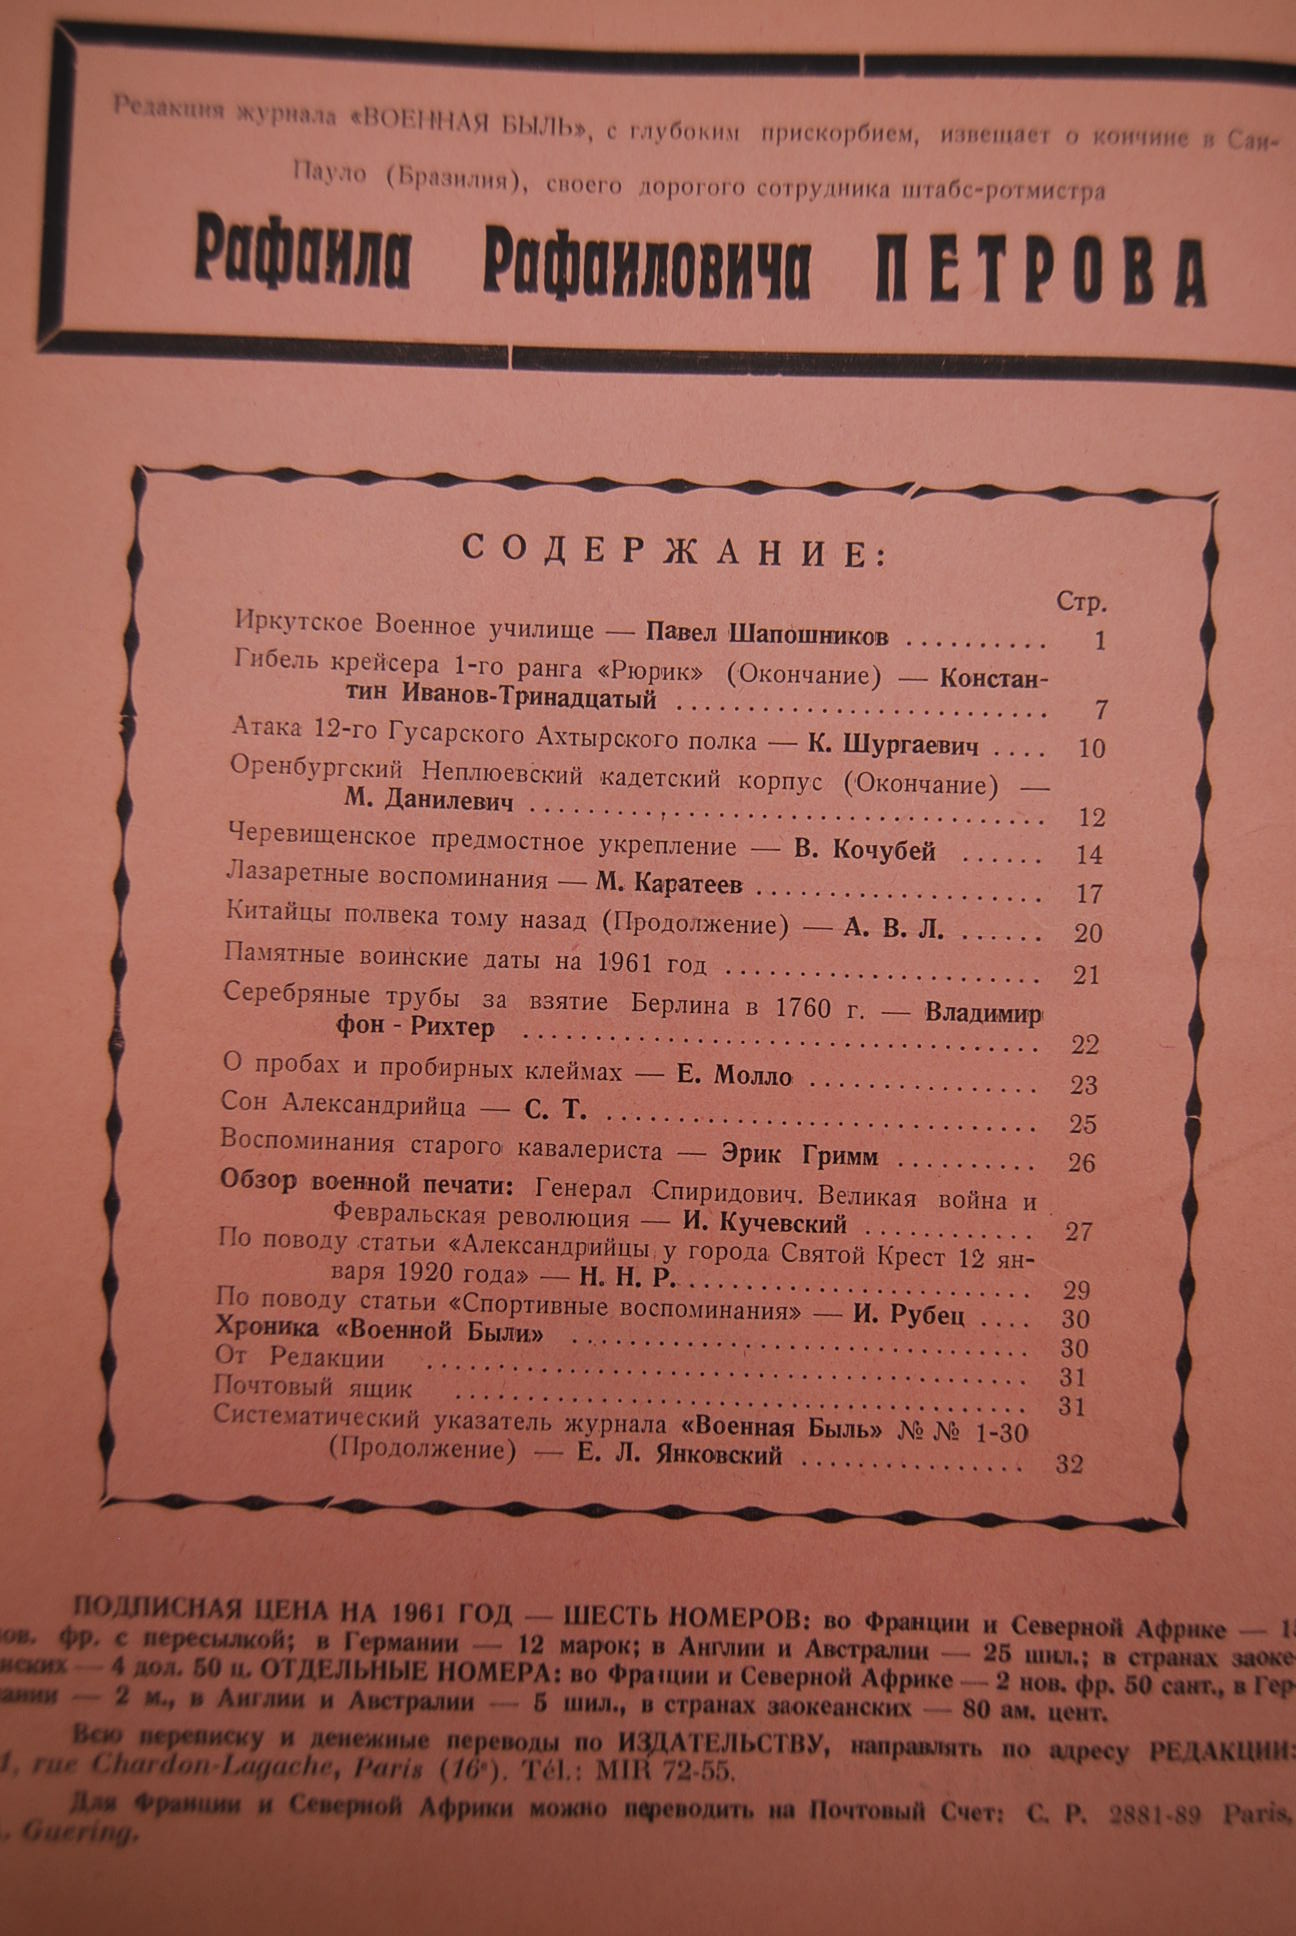 Редакция журнала «ВОЕННАЯ БЫЛЬ», с глубоким прискорбием, извещает о кончине в Сан-
Пауло (Бразилия), своего дорогого сотрудника штабс-ротмистра
Рафаила Рафаиловича ПЕТРОВА
СОДЕРЖАНИЕ:
Стр.
Иркутское Военное училище — Павел Шапошников .......... 1
Гибель крейсера 1-го ранга «Рюрик» (Окончание) — Констан-
тин Иванов-Тринадцатый .......................... 7
Атака 12-го Гусарского Ахтырского полка — К. Шургаевич .... 10
Оренбургский Неплюевский кадетский корпус (Окончание) —
М. Данилевич .................................... 12
Черевищенское предмостное укрепление — В. Кочубей ...... 14
Лазаретные воспоминания — М. Каратеев .................... 17
Китайцы полвека тому назад (Продолжение) — А. В. Л. ...... 20
Памятные воинские даты на 1961 год ...................... 21
Серебряные трубы за взятие Берлина в 1760 г. — Владимир
фон - Рихтер .................................... 22
О пробах и пробирных клеймах — Е. Молло ................ 23
Сон Александрийца — С. Т. .............................. 25
Воспоминания старого кавалериста — Эрик Гримм .......... 26
Обзор военной печати: Генерал Спиридович. Великая война и
Февральская революция — И. Кучевский ............ 27
По поводу статьи «Александрийцы у города Святой Крест 12 ян-
варя 1920 года» — Н. Н. Р. ........................ 29
По поводу статьи «Спортивные воспоминания» — И. Рубец .... 30
Хроника «Военной Были» ................................ 30
От Редакции .......................................... 31
Почтовый ящик ........................................ 31
Систематический указатель журнала «Военная Быль» №№ 1-30
(Продолжение) — Е. Л. Янковский ................ 32
ПОДПИСНАЯ ЦЕНА НА 1961 ГОД — ШЕСТЬ НОМЕРОВ: во Франции и Северной Африке —
фр. с пересылкой; в Германии — 12 марок; в Англии и Австралии — 25 шил.; в странах заоке-
— 4 дол. 50 ц. ОТДЕЛЬНЫЕ НОМЕРА: во Франции и Северной Африке — 2 нов. фр. 50 сант., в Гер-
— 2 м., в Англии и Австралии — 5 шил., в странах заокеанских — 80 ам. цент.
Всю переписку и денежные переводы по ИЗДАТЕЛЬСТВУ, направлять по адресу РЕДАКЦИИ:
rue Chardon-Lagache, Paris (16e). Tél.: MIR 72-55.
Для Франции и Северной Африки можно переводить на Почтовый Счет: C. P. 2881-89 Paris,
Guering.